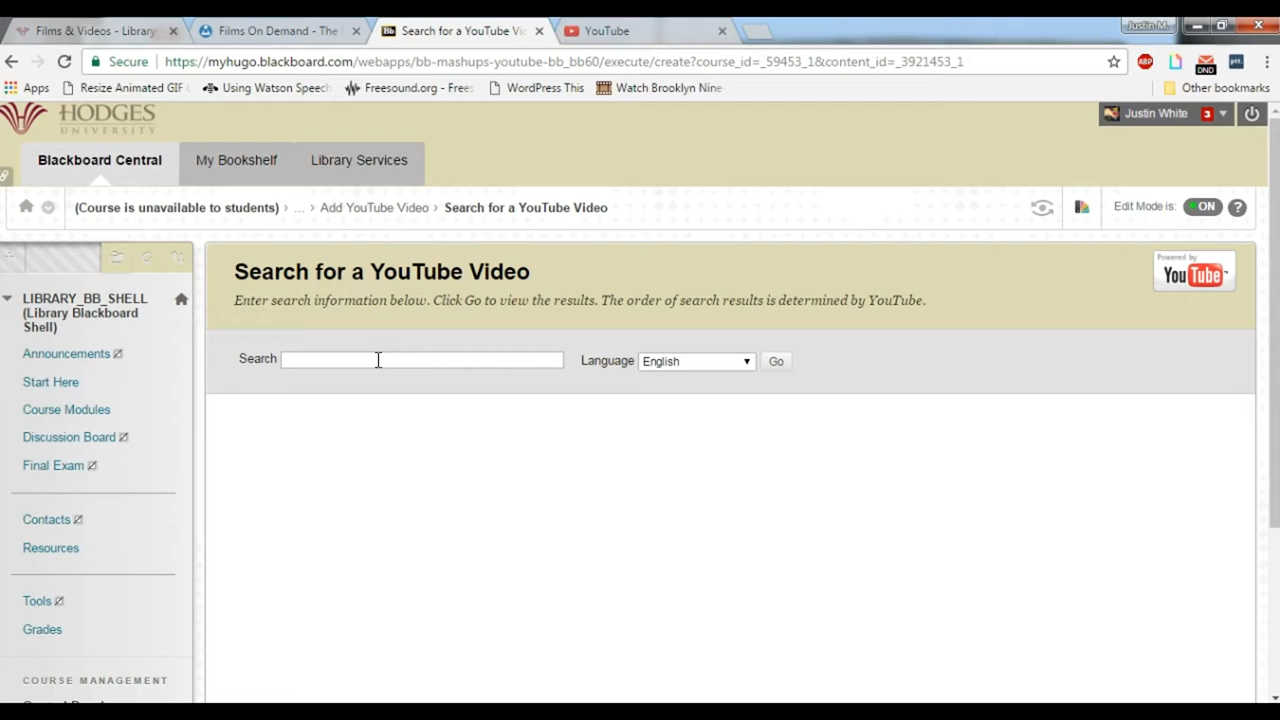 Films & Videos - Library
Films On Demand - The
Search for a YouTube Vi
YouTube
Justin M.
Secure
https://myhugo.blackboard.com/webapps/bb-mashups-youtube-bb_bb60/execute/create?course_id=_59453_1&content_id=_3921453_1
ABP
DND
Apps
Resize Animated GIF
Using Watson Speech
Freesound.org - Frees
WordPress This
Watch Brooklyn Nine-
Other bookmarks
HODGES
UNIVERSITY
Justin White
3
Blackboard Central
My Bookshelf
Library Services
(Course is unavailable to students) › ... › Add YouTube Video › Search for a YouTube Video
Edit Mode is:
ON
?
LIBRARY_BB_SHELL
(Library Blackboard
Shell)
Announcements
Start Here
Course Modules
Discussion Board
Final Exam
Contacts
Resources
Tools
Grades
COURSE MANAGEMENT
Search for a YouTube Video
Enter search information below. Click Go to view the results. The order of search results is determined by YouTube.
Powered by
YouTube
Search
Language
English
Go